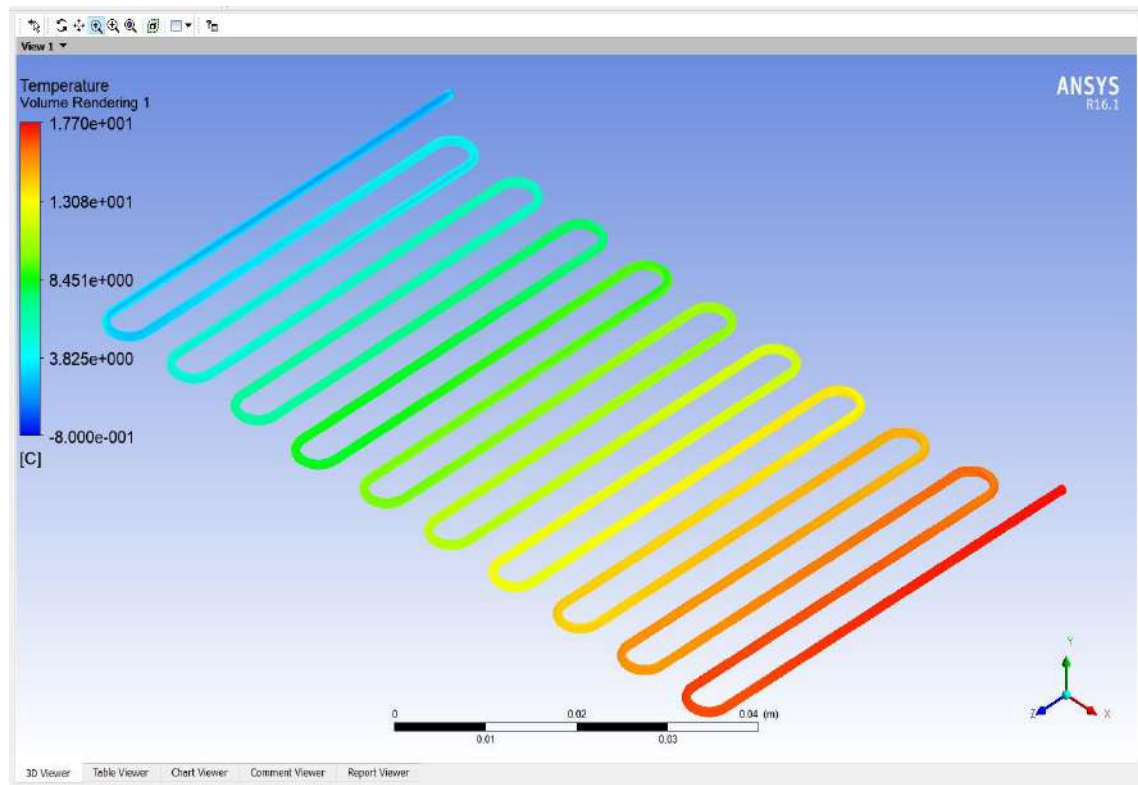 View 1
Temperature
Volume Rendering 1
1.770e+001
1.308e+001
8.451e+000
3.825e+000
-8.000e-001
[C]
ANSYS
R16.1
Y
Z
X
0
0.02
0.04 (m)
0.01
0.03
3D Viewer Table Viewer Chart Viewer Comment Viewer Report Viewer